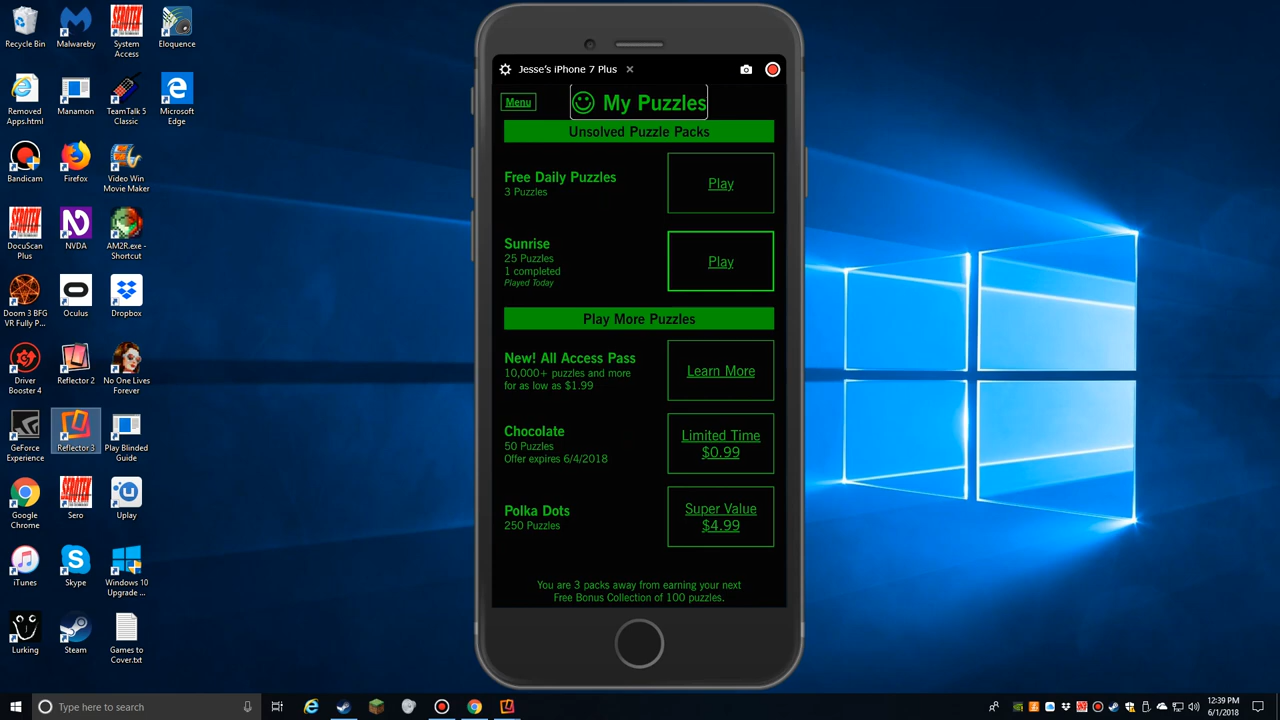 Recycle Bin
Malwareby
System
Access
Eloquence
Removed
Apps.html
Manamon
TeamTalk 5
Classic
Microsoft
Edge
Bandicam
Firefox
Video Win
Movie Maker
SEROTEK
DocuScan
Plus
NVDA
AM2R.exe -
Shortcut
Doom 3 BFG
VR Fully P...
Oculus
Dropbox
Driver
Booster 4
Reflector 2
No One Lives
Forever
GeForce
Experience
Reflector 3
Play Blinded
Guide
Google
Chrome
SEROTEK
Sero
Uplay
iTunes
Skype
Windows 10
Upgrade ...
Lurking
Steam
Games to
Cover.txt
Jesse's iPhone 7 Plus
Menu
My Puzzles
Unsolved Puzzle Packs
Free Daily Puzzles
3 Puzzles
Play
Sunrise
25 Puzzles
1 completed
Played Today
Play
Play More Puzzles
New! All Access Pass
10,000+ puzzles and more
for as low as $1.99
Learn More
Chocolate
50 Puzzles
Offer expires 6/4/2018
Limited Time
$0.99
Polka Dots
250 Puzzles
Super Value
$4.99
You are 3 packs away from earning your next
Free Bonus Collection of 100 puzzles.
Type here to search
12:39 PM
6/1/2018